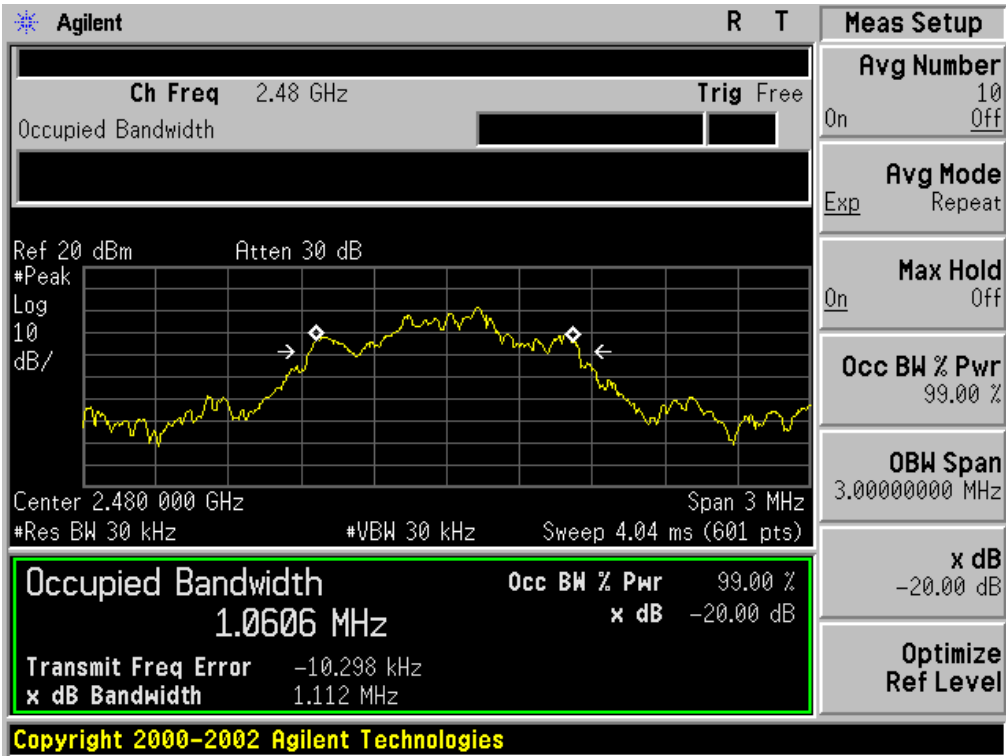 Agilent R T
Ch Freq 2.48 GHz Trig Free
Occupied Bandwidth
Ref 20 dBm Atten 30 dB
#Peak
Log
10
dB/
Center 2.480 000 GHz Span 3 MHz
#Res BW 30 kHz #VBW 30 kHz Sweep 4.04 ms (601 pts)
Occupied Bandwidth Occ BW % Pwr 99.00 %
1.0606 MHz x dB -20.00 dB
Transmit Freq Error -10.298 kHz
x dB Bandwidth 1.112 MHz
Copyright 2000-2002 Agilent Technologies
Meas Setup
Avg Number
10
On Off
Avg Mode
Exp Repeat
Max Hold
On Off
Occ BW % Pwr
99.00 %
OBW Span
3.00000000 MHz
x dB
-20.00 dB
Optimize
Ref Level